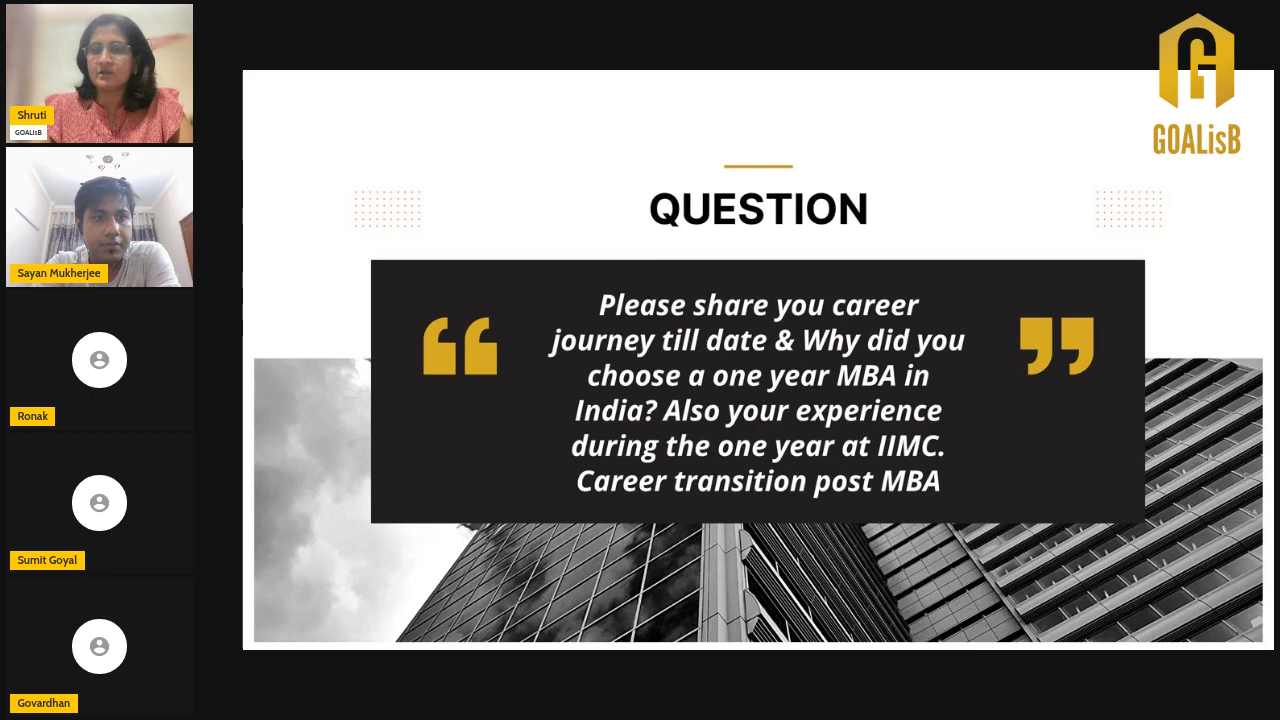 Shruti
GOALisB
Sayan Mukherjee
Ronak
Sumit Goyal
Govardhan
G
GOALisB
QUESTION
“
Please share you career
journey till date & Why did you
choose a one year MBA in
India? Also your experience
during the one year at IIMC.
Career transition post MBA
”